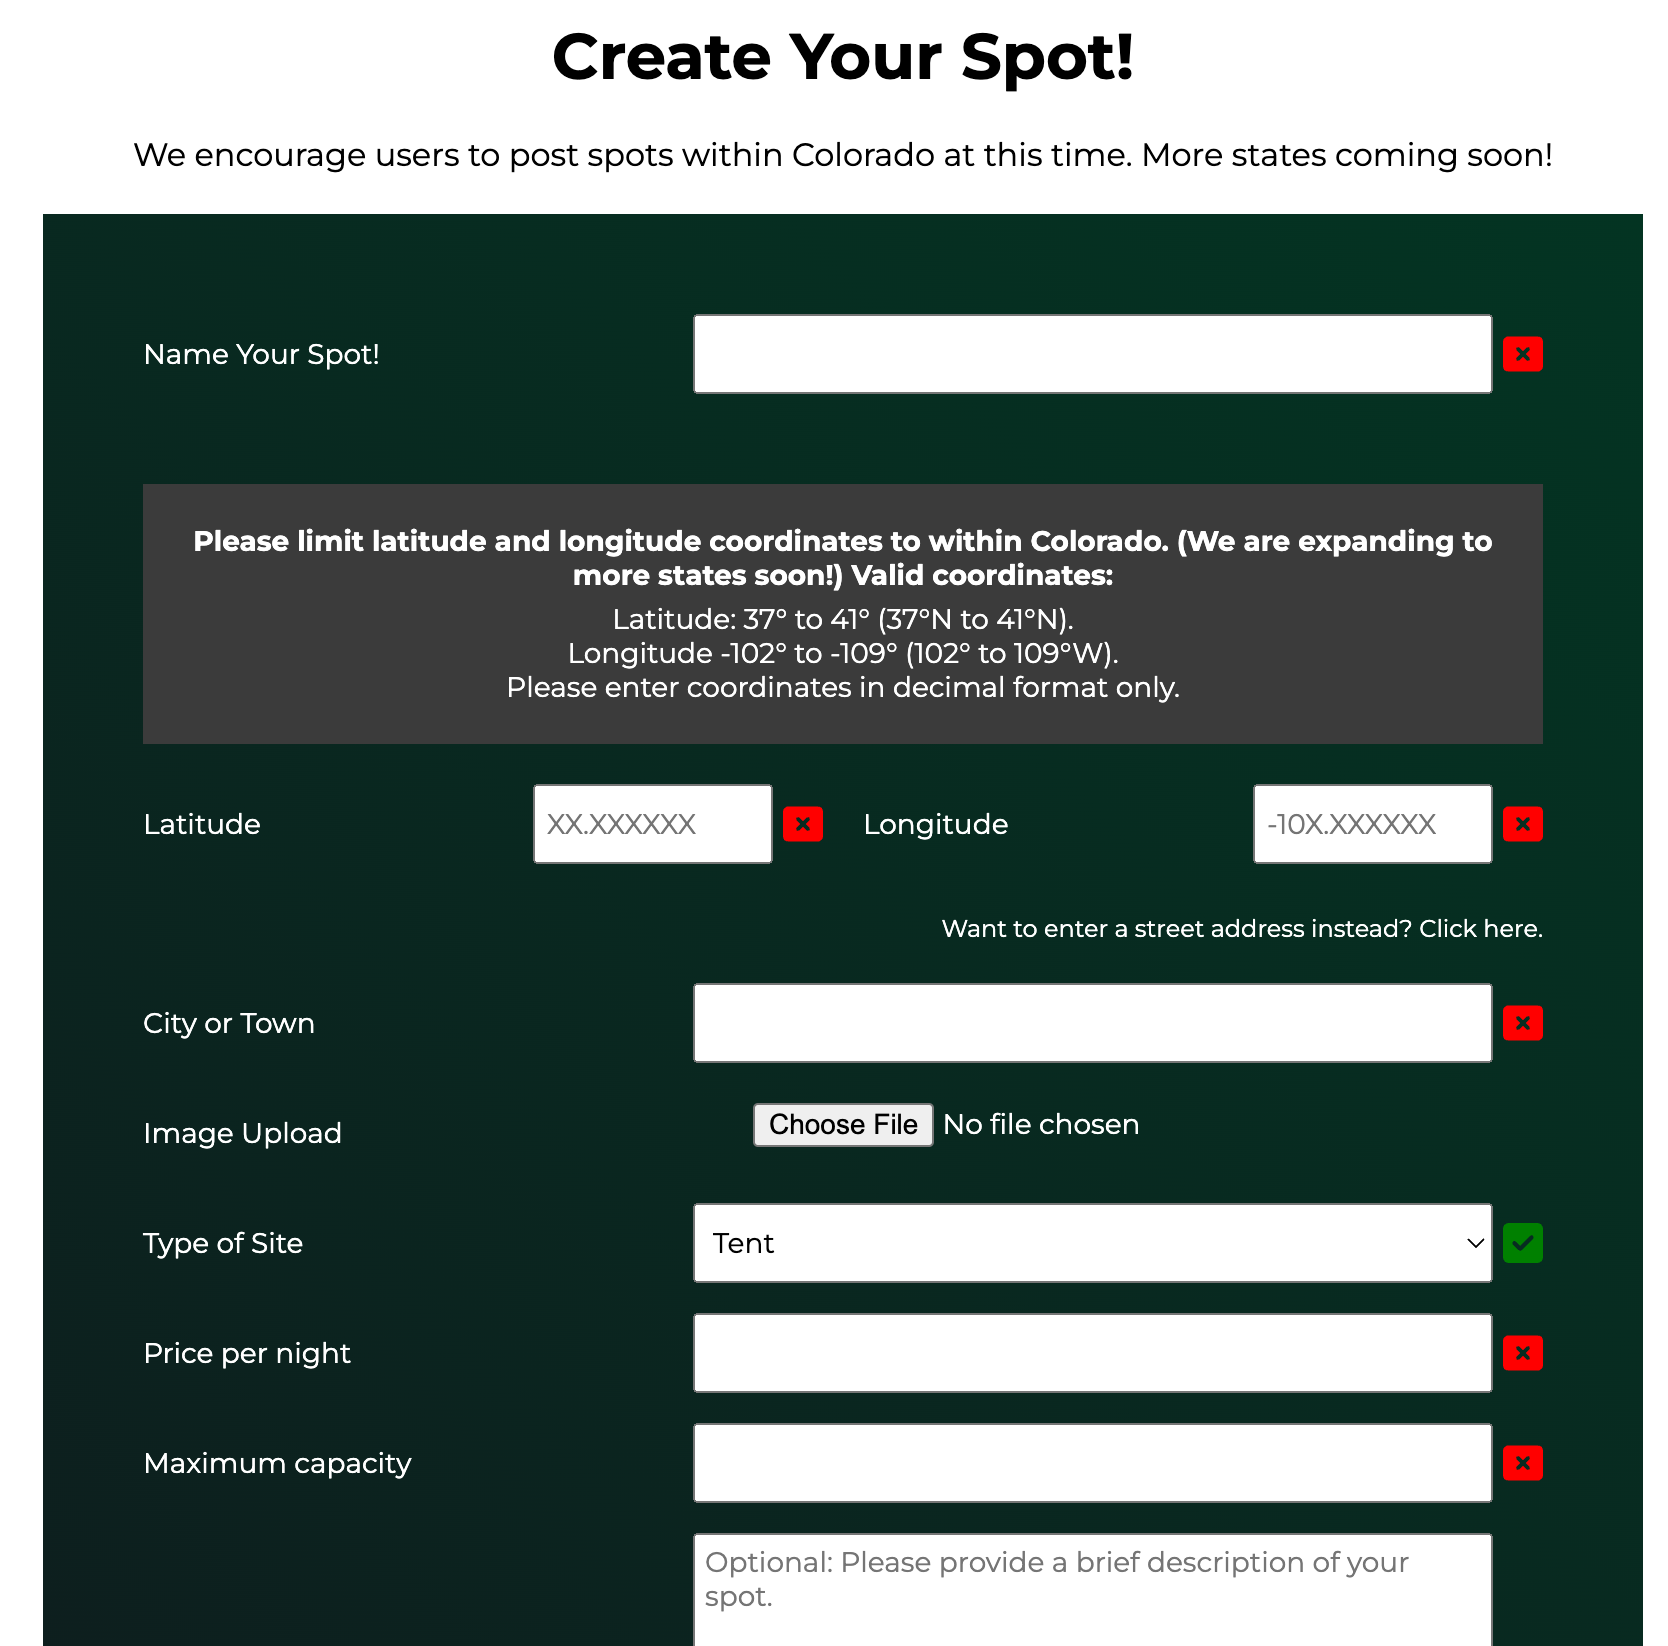 Create Your Spot!
We encourage users to post spots within Colorado at this time. More states coming soon!
Name Your Spot!
Please limit latitude and longitude coordinates to within Colorado. (We are expanding to
more states soon!) Valid coordinates:
Latitude: 37° to 41° (37°N to 41°N).
Longitude -102° to -109° (102° to 109°W).
Please enter coordinates in decimal format only.
Latitude XX.XXXXXX Longitude -10X.XXXXXX
Want to enter a street address instead? Click here.
City or Town
Image Upload Choose File No file chosen
Type of Site Tent
Price per night
Maximum capacity
Optional: Please provide a brief description of your
spot.